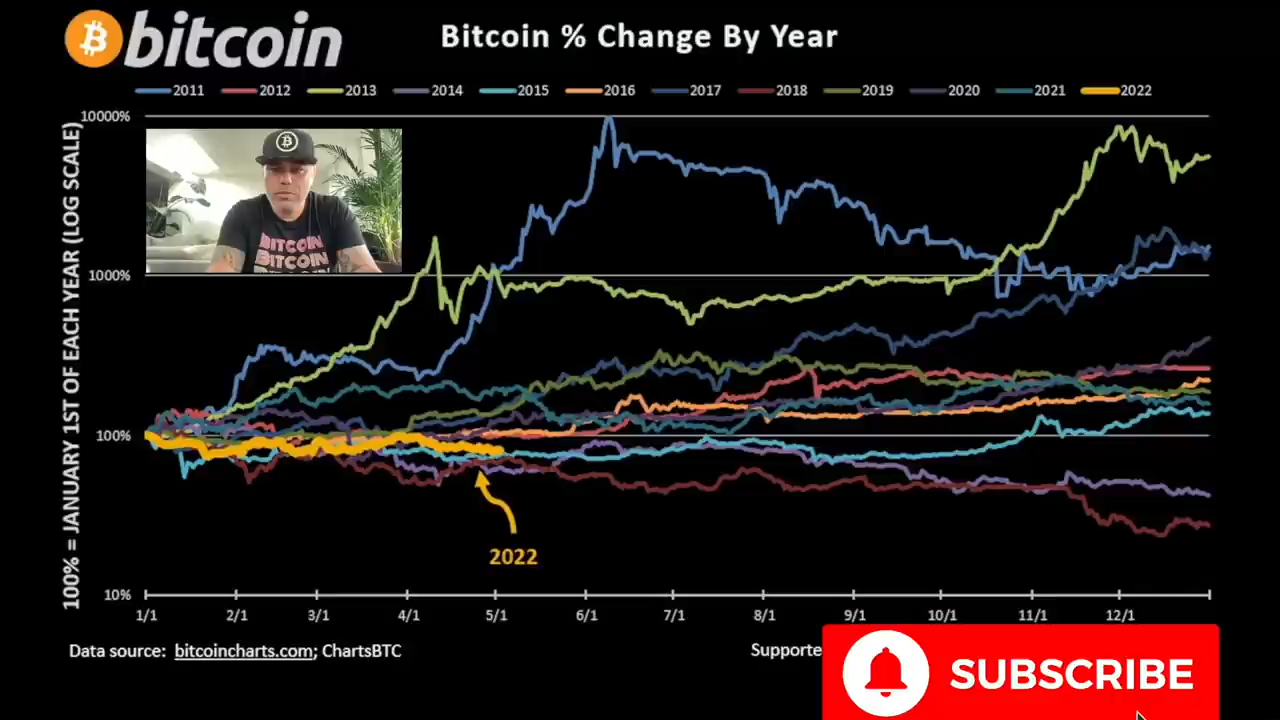 bitcoin
Bitcoin % Change By Year
2011 2012 2013 2014 2015 2016 2017 2018 2019 2020 2021 2022
100% = JANUARY 1ST OF EACH YEAR (LOG SCALE)
10000%
1000%
100%
10%
BITCOIN
BITCOIN
BITCOIN
2022
1/1 2/1 3/1 4/1 5/1 6/1 7/1 8/1 9/1 10/1 11/1 12/1
Data source: bitcoincharts.com; ChartsBTC
Supporte
SUBSCRIBE